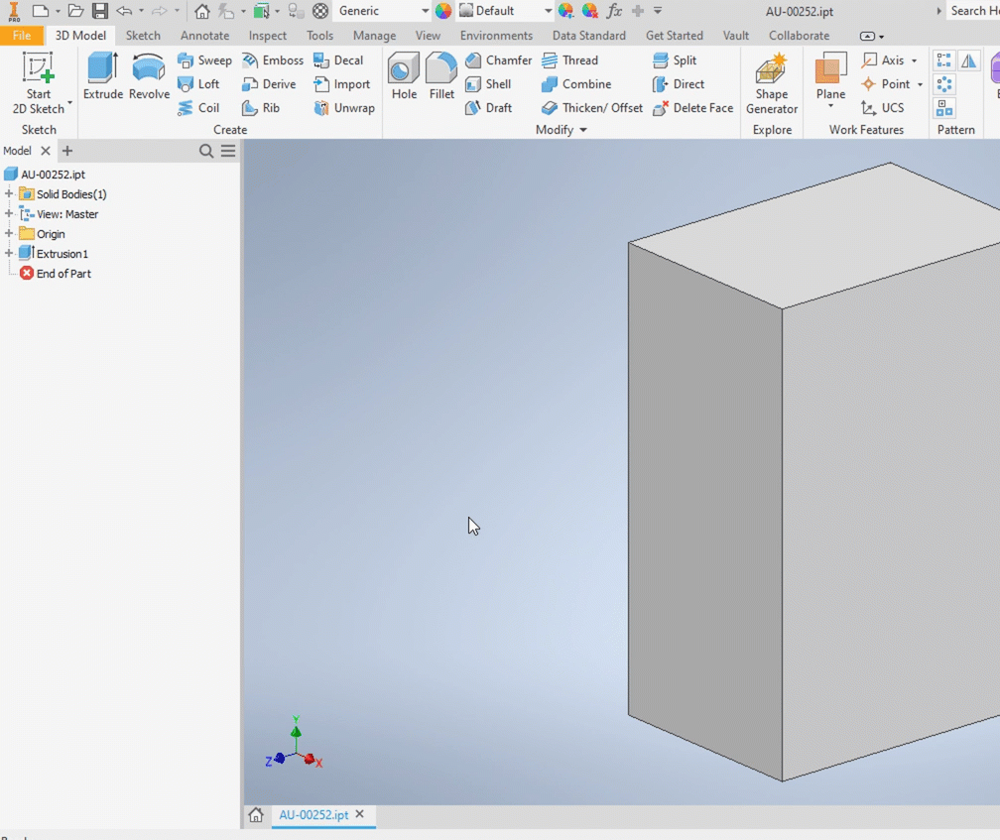 PRO Generic Default fx AU-00252.ipt Search H
File 3D Model Sketch Annotate Inspect Tools Manage View Environments Data Standard Get Started Vault Collaborate
Start 2D Sketch
Extrude
Revolve
Sweep Emboss Decal
Loft Derive Import
Coil Rib Unwrap
Hole
Fillet
Chamfer Thread Split
Shell Combine Direct
Draft Thicken/ Offset Delete Face
Shape Generator
Plane
Axis
Point
UCS
Sketch Create Modify Explore Work Features Pattern
Model
AU-00252.ipt
Solid Bodies(1)
View: Master
Origin
Extrusion1
End of Part
Y
Z X
AU-00252.ipt